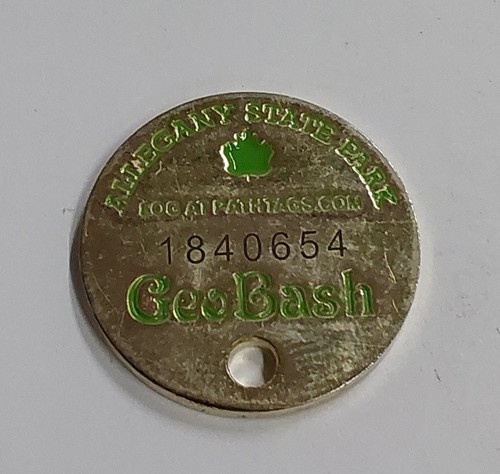 ALLEGANY STATE PARK
LOG AT PATHTAGS.COM
1840654
GeoBash